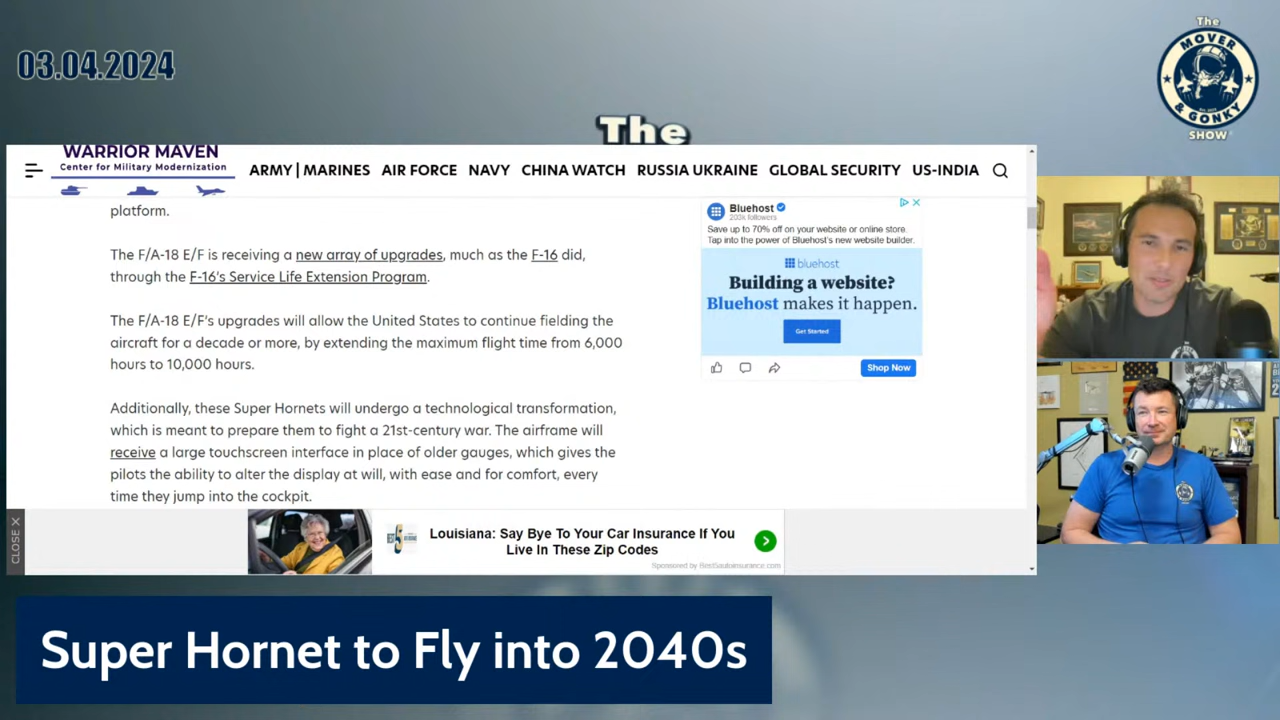 03.04.2024
The
MOVER
& GONKY
SHOW
The
WARRIOR MAVEN
Center for Military Modernization
ARMY | MARINES AIR FORCE NAVY CHINA WATCH RUSSIA UKRAINE GLOBAL SECURITY US-INDIA
platform.
The F/A-18 E/F is receiving a new array of upgrades, much as the F-16 did,
through the F-16's Service Life Extension Program.
The F/A-18 E/F's upgrades will allow the United States to continue fielding the
aircraft for a decade or more, by extending the maximum flight time from 6,000
hours to 10,000 hours.
Additionally, these Super Hornets will undergo a technological transformation,
which is meant to prepare them to fight a 21st-century war. The airframe will
receive a large touchscreen interface in place of older gauges, which gives the
pilots the ability to alter the display at will, with ease and for comfort, every
time they jump into the cockpit.
Bluehost
203k followers
Save up to 70% off on your website or online store.
Tap into the power of Bluehost's new website builder.
bluehost
Building a website?
Bluehost makes it happen.
Get Started
Shop Now
CLOSE X
Louisiana: Say Bye To Your Car Insurance If You
Live In These Zip Codes
Sponsored by BestGautoinsurance.com
Super Hornet to Fly into 2040s